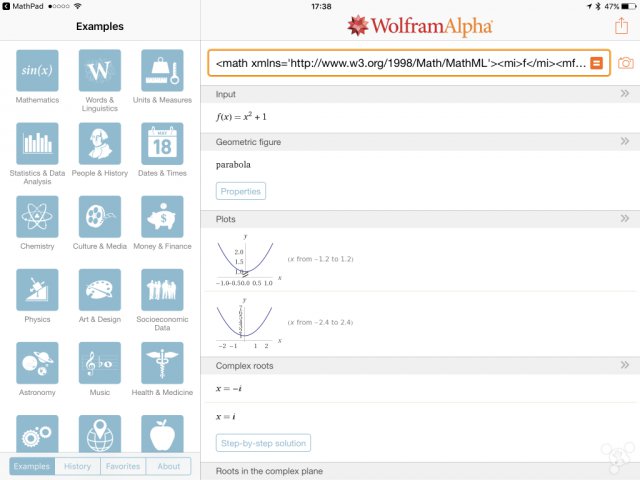 MathPad
17:38
47%
Examples
WolframAlpha
<math xmlns='http://www.w3.org/1998/Math/MathML'><mi>f</mi><mf...
sin(x)
W
Mathematics
Words & Linguistics
Units & Measures
MAY
18
Statistics & Data Analysis
People & History
Dates & Times
$
Chemistry
Culture & Media
Money & Finance
Physics
Art & Design
Socioeconomic Data
Astronomy
Music
Health & Medicine
Examples
History
Favorites
About
Input
f(x) = x² + 1
Geometric figure
parabola
Properties
Plots
y
2.0
1.5
1.0
x
-1.0-0.50.0 0.5 1.0
(x from −1.2 to 1.2)
y
x
−2 −1 1 2
(x from −2.4 to 2.4)
Complex roots
x = −i
x = i
Step-by-step solution
Roots in the complex plane